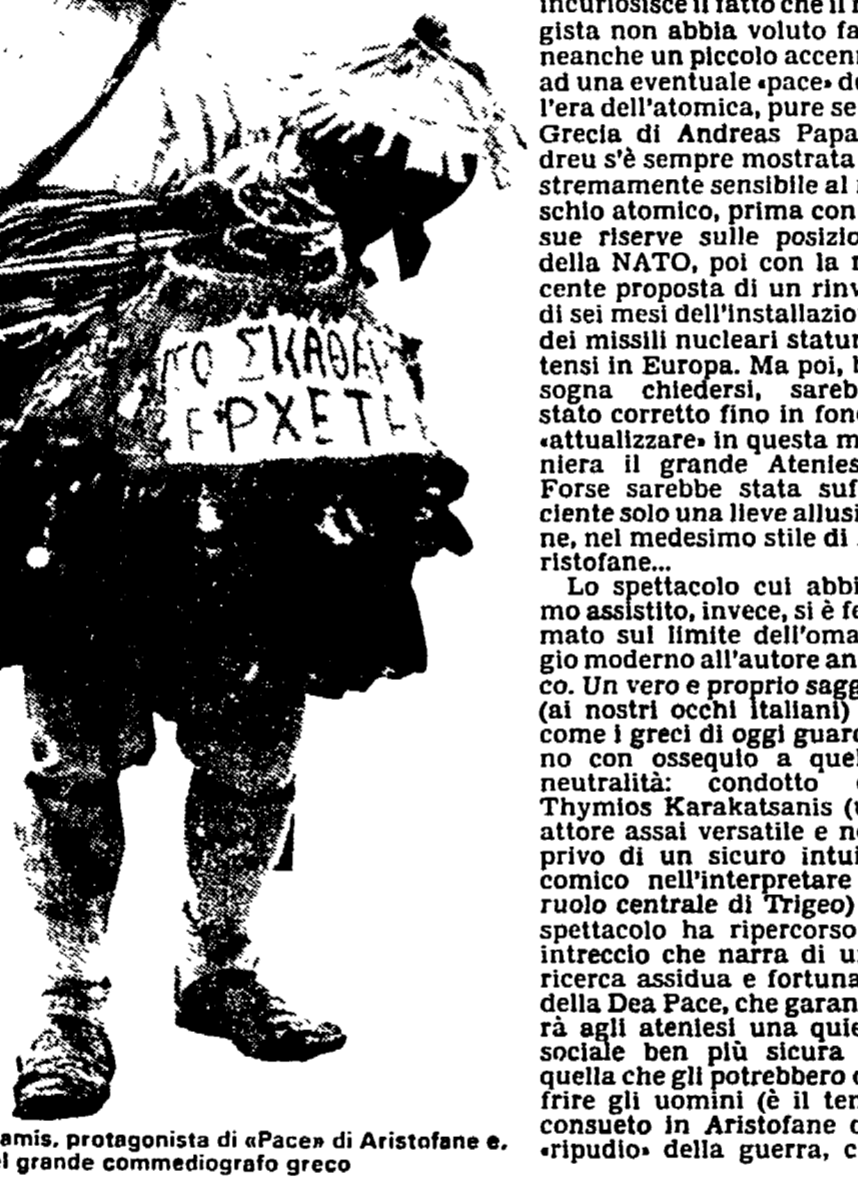 ΤΟ
ΕΡΧΕΤ
amis, protagonista di «Pace» di Aristofane e,
l grande commediografo greco
incuriosisce il fatto che il r
gista non abbia voluto fa
neanche un piccolo accenn
ad una eventuale «pace» de
l'era dell'atomica, pure se
Grecia di Andreas Papa
dreu s'è sempre mostrata
stremamente sensibile al
schio atomico, prima con
sue riserve sulle posizio
della NATO, poi con la r
cente proposta di un rinv
di sei mesi dell'installazio
dei missili nucleari statun
tensi in Europa. Ma poi, b
sogna chiedersi, sareb
stato corretto fino in fond
«attualizzare» in questa m
niera il grande Ateniес
Forse sarebbe stata suf
ciente solo una lieve allusi
ne, nel medesimo stile di
ristofane...
Lo spettacolo cui abbi
mo assistito, invece, si è fe
mato sul limite dell'oma
gio moderno all'autore an
co. Un vero e proprio sagg
(ai nostri occhi italiani)
come i greci di oggi guard
no con ossequio a quel
neutralità: condotto
Thymios Karakatsanis (u
attore assai versatile e no
privo di un sicuro intui
comico nell'interpretare
ruolo centrale di Trigeo)
spettacolo ha ripercorso
intreccio che narra di u
ricerca assidua e fortuna
della Dea Pace, che garan
rà agli ateniesi una quie
sociale ben più sicura
quella che gli potrebbero
frire gli uomini (è il ten
consueto in Aristofane
«ripudio» della guerra, c